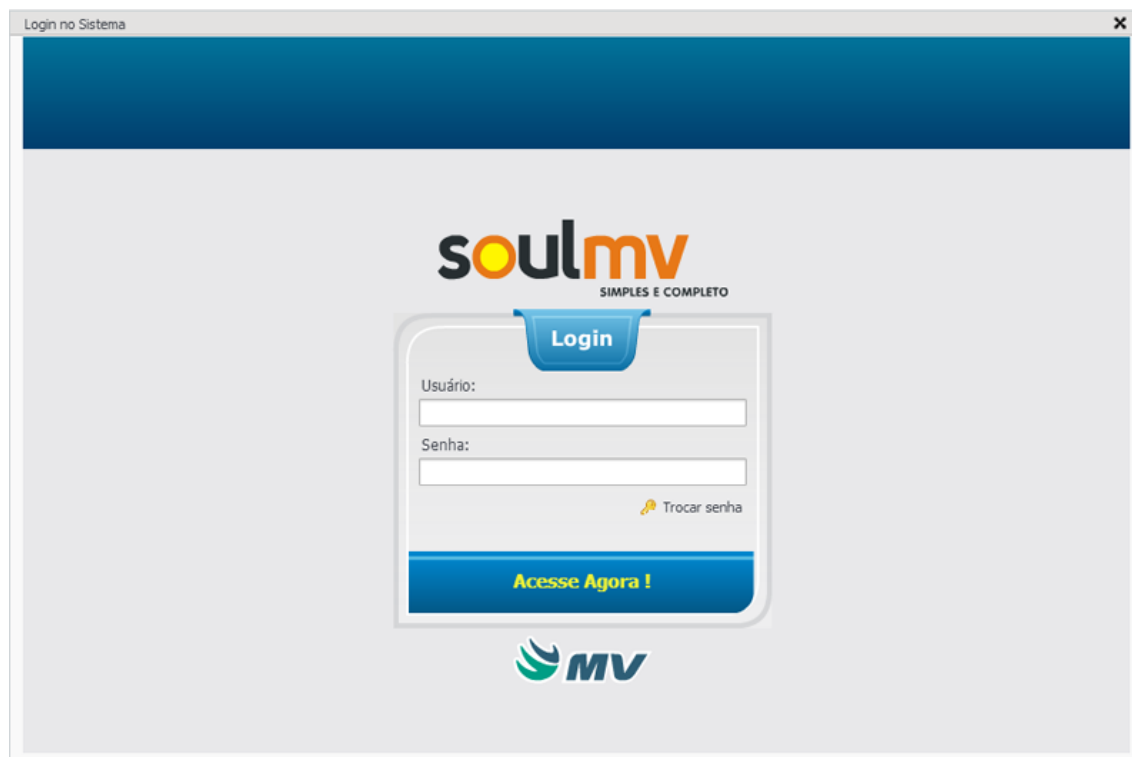 Login no Sistema
soulmv
SIMPLES E COMPLETO
Login
Usuário:
Senha:
Trocar senha
Acesse Agora !
MV